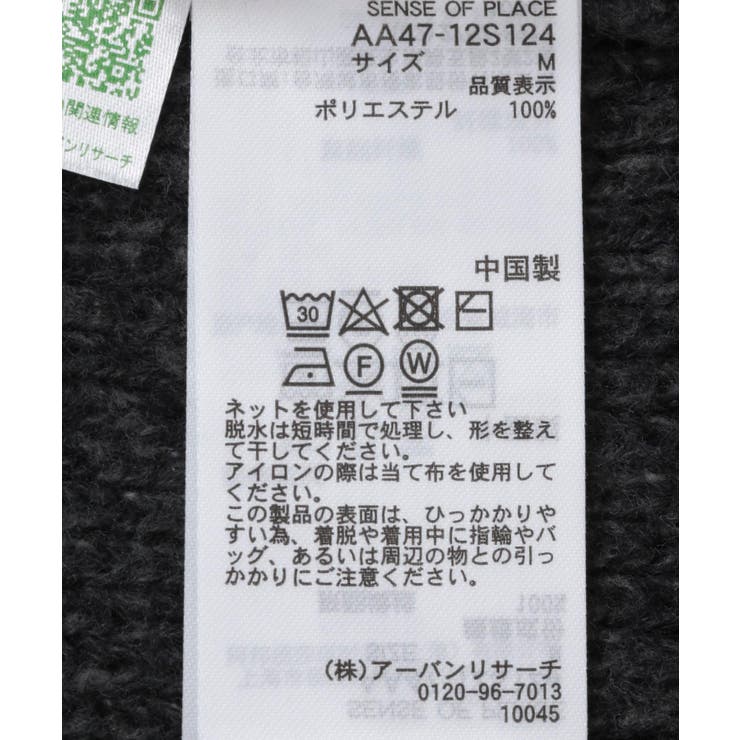 SENSE OF PLACE
AA47-12S124
サイズ M
品質表示
ポリエステル 100%
関連情報
バンリサーチ
中国製
30
F
W
ネットを使用して下さい
脱水は短時間で処理し、形を整え
て干してください。
アイロンの際は当て布を使用して
ください。
この製品の表面は、ひっかかりや
すい為、着脱や着用中に指輪やバ
ッグ、あるいは周辺の物との引っ
かかりにご注意ください。
(株)アーバンリサーチ
0120-96-7013
10045